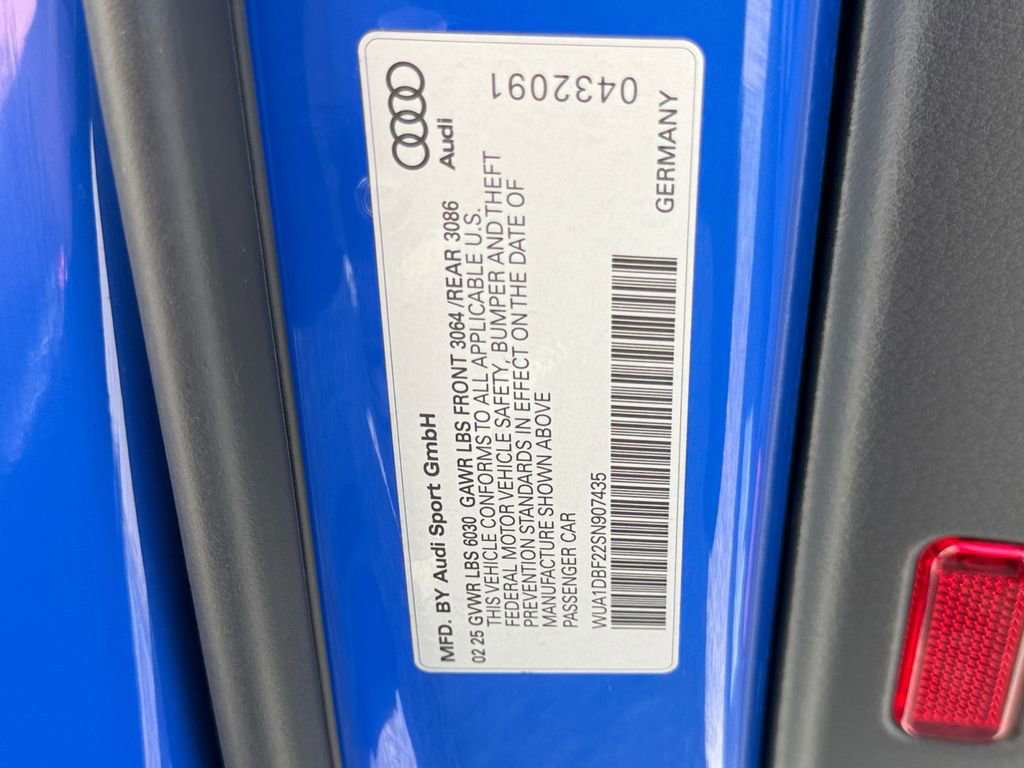 MFD. BY Audi Sport GmbH
Audi
02 25 GVWR LBS 6030 GAWR LBS FRONT 3064 /REAR 3086
THIS VEHICLE CONFORMS TO ALL APPLICABLE U.S.
FEDERAL MOTOR VEHICLE SAFETY, BUMPER AND THEFT
PREVENTION STANDARDS IN EFFECT ON THE DATE OF
MANUFACTURE SHOWN ABOVE
PASSENGER CAR
WUA1DBF22SN907435
GERMANY
0432091